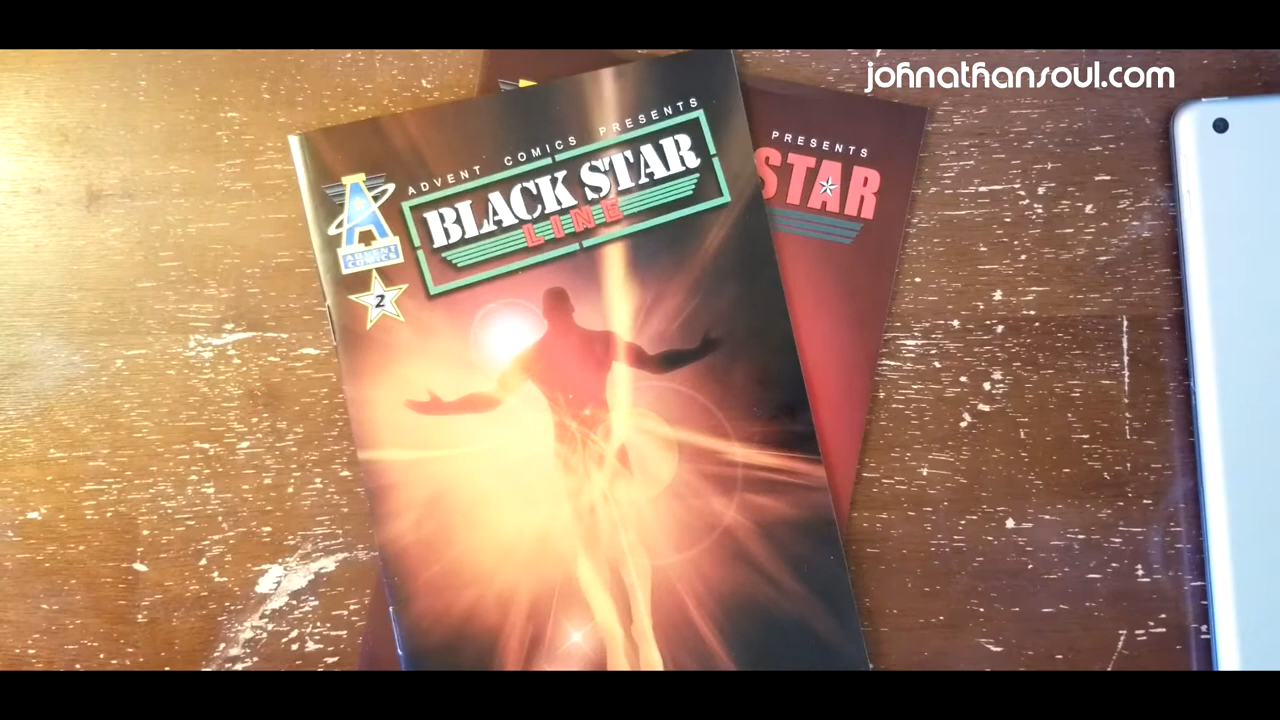 johnathansoul.com
ADVENT COMICS PRESENTS
BLACK STAR
LINE
A
ADVENT
COMICS
2
PRESENTS
STAR